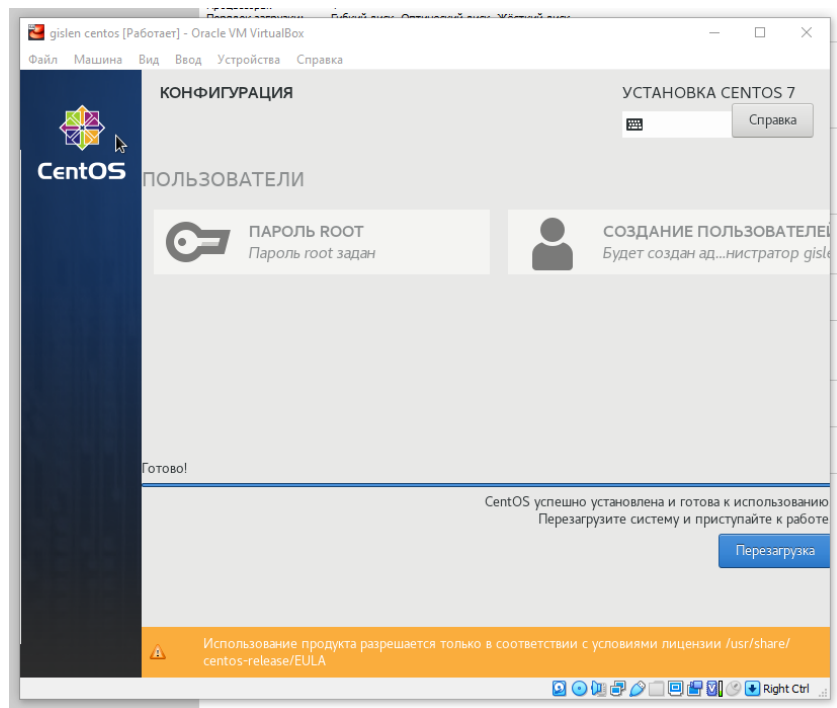 gislen centos [Работает] - Oracle VM VirtualBox
Файл Машина Вид Ввод Устройства Справка
КОНФИГУРАЦИЯ
УСТАНОВКА CENTOS 7
Справка
CentOS
ПОЛЬЗОВАТЕЛИ
ПАРОЛЬ ROOT
Пароль root задан
СОЗДАНИЕ ПОЛЬЗОВАТЕЛЕЙ
Будет создан ад...нистратор gisle
Готово!
CentOS успешно установлена и готова к использованию
Перезагрузите систему и приступайте к работе
Перезагрузка
Использование продукта разрешается только в соответствии с условиями лицензии /usr/share/
centos-release/EULA
Right Ctrl